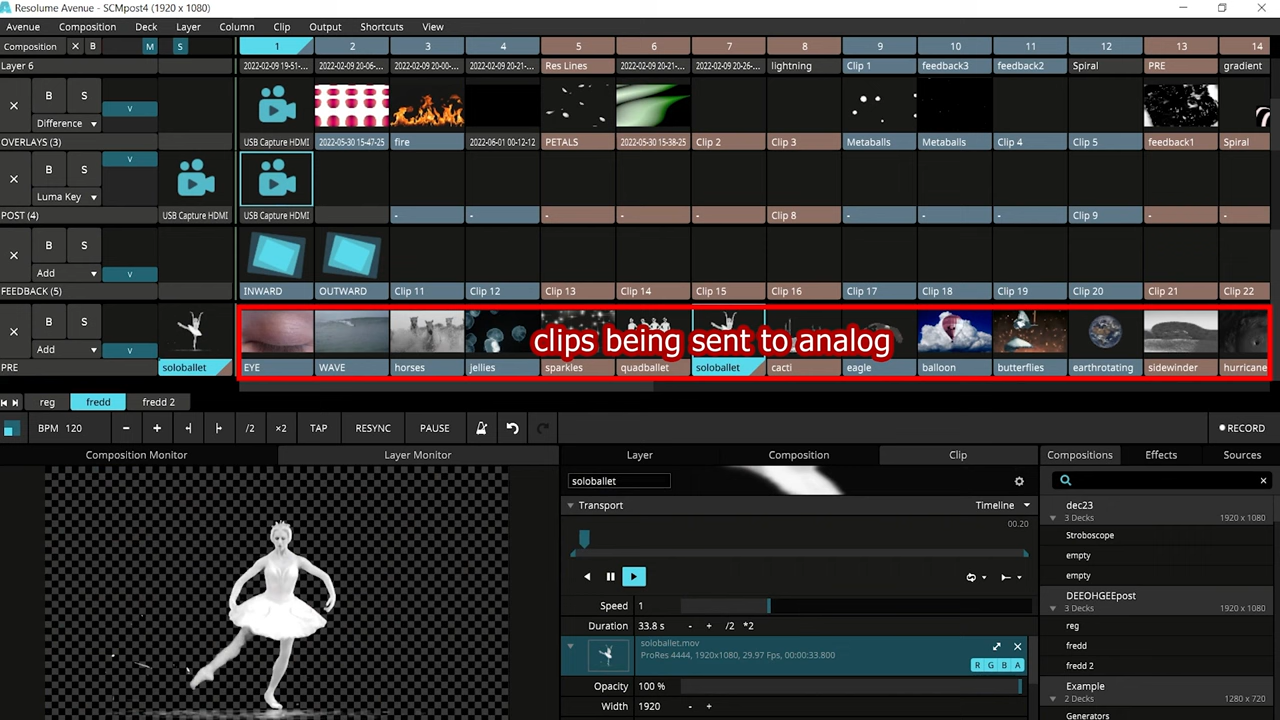 Resolume Avenue - SCMpost4 (1920 x 1080)
Avenue Composition Deck Layer Column Clip Output Shortcuts View
Composition X B M S 1 2 3 4 5 6 7 8 9 10 11 12 13 14
Layer 6 2022-02-09 19-51-... 2022-02-09 20-06-... 2022-02-09 20-00-... 2022-02-09 20-21-... Res Lines 2022-02-09 20-21-... 2022-02-09 20-26-... lightning Clip 1 feedback3 feedback2 Spiral PRE gradient
B S V
Difference
OVERLAYS (3) USB Capture HDMI 2022-05-30 15-47-25 fire 2022-06-01 00-12-12 PETALS 2022-05-30 15-38-25 Clip 2 Clip 3 Metaballs Metaballs Clip 4 Clip 5 feedback1 Spiral
B S V
Luma Key
POST (4) USB Capture HDMI USB Capture HDMI - - - - - Clip 8 - - - Clip 9 - -
B S
Add V
FEEDBACK (5) INWARD OUTWARD Clip 11 Clip 12 Clip 13 Clip 14 Clip 15 Clip 16 Clip 17 Clip 18 Clip 19 Clip 20 Clip 21 Clip 22
B S
clips being sent to analog
Add V
PRE soloballet EYE WAVE horses jellies sparkles quadballet soloballet cacti eagle balloon butterflies earthrotating sidewinder hurricane
reg fredd fredd 2
BPM 120 - + /2 ×2 TAP RESYNC PAUSE RECORD
Composition Monitor Layer Monitor Layer Composition Clip Compositions Effects Sources
soloballet
Transport Timeline
00.20
Speed 1
Duration 33.8 s - + /2 *2
soloballet.mov
ProRes 4444, 1920x1080, 29.97 Fps, 00:00:33.800
R G B A
Opacity 100 %
Width 1920 - +
dec23
3 Decks 1920 x 1080
Stroboscope
empty
empty
DEEOHGEEpost
3 Decks 1920 x 1080
reg
fredd
fredd 2
Example
2 Decks 1280 x 720
Generators